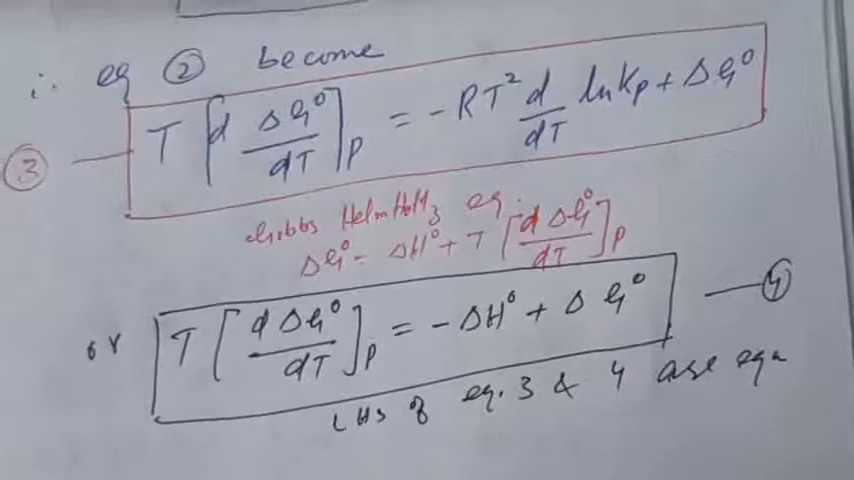 ∴ eq ② become
③ — T [d ΔG°/dT]p = - RT² d/dT ln Kp + ΔG°
Gibbs HelmHoltz eq.
ΔG° = ΔH° + T [d ΔG°/dT]p
or T [d ΔG°/dT]p = - ΔH° + ΔG° — ④
LHS of eq. 3 & 4 are equ